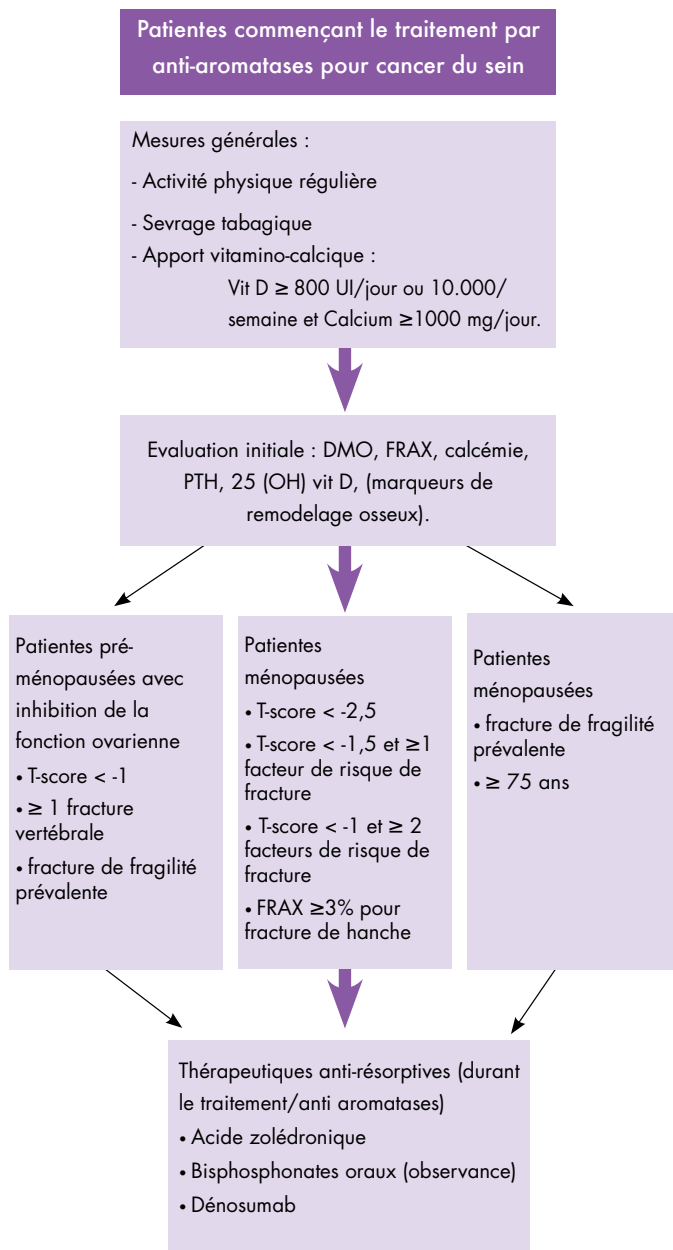 Patientes commençant le traitement par
anti-aromatases pour cancer du sein
Mesures générales :
- Activité physique régulière
- Sevrage tabagique
- Apport vitamino-calcique :
Vit D ≥ 800 UI/jour ou 10.000/
semaine et Calcium ≥1000 mg/jour.
Evaluation initiale : DMO, FRAX, calcémie,
PTH, 25 (OH) vit D, (marqueurs de
remodelage osseux).
Patientes pré-
ménopausées avec
inhibition de la
fonction ovarienne
• T-score < -1
• ≥ 1 fracture
vertébrale
• fracture de fragilité
prévalente
Patientes
ménopausées
• T-score < -2,5
• T-score < -1,5 et ≥1
facteur de risque de
fracture
• T-score < -1 et ≥ 2
facteurs de risque de
fracture
• FRAX ≥3% pour
fracture de hanche
Patientes
ménopausées
• fracture de fragilité
prévalente
• ≥ 75 ans
Thérapeutiques anti-résorptives (durant
le traitement/anti aromatases)
• Acide zolédronique
• Bisphosphonates oraux (observance)
• Dénosumab